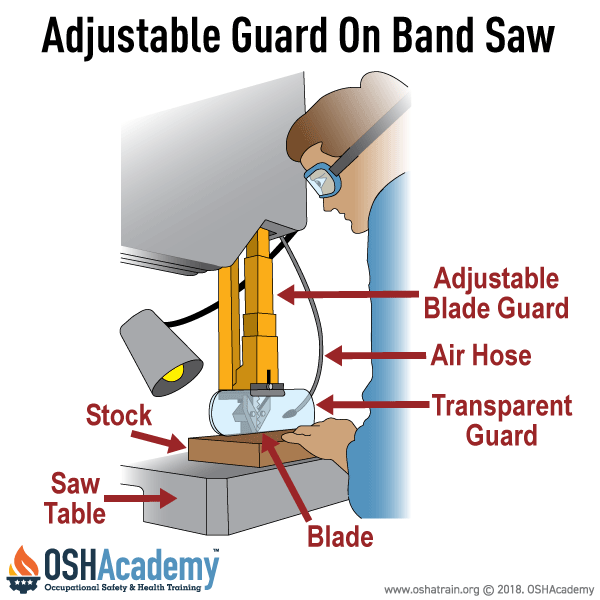 Adjustable Guard On Band Saw
Adjustable
Blade Guard
Air Hose
Transparent
Guard
Stock
Saw
Table
Blade
OSHAcademy™
Occupational Safety & Health Training
www.oshatrain.org © 2018. OSHAcademy